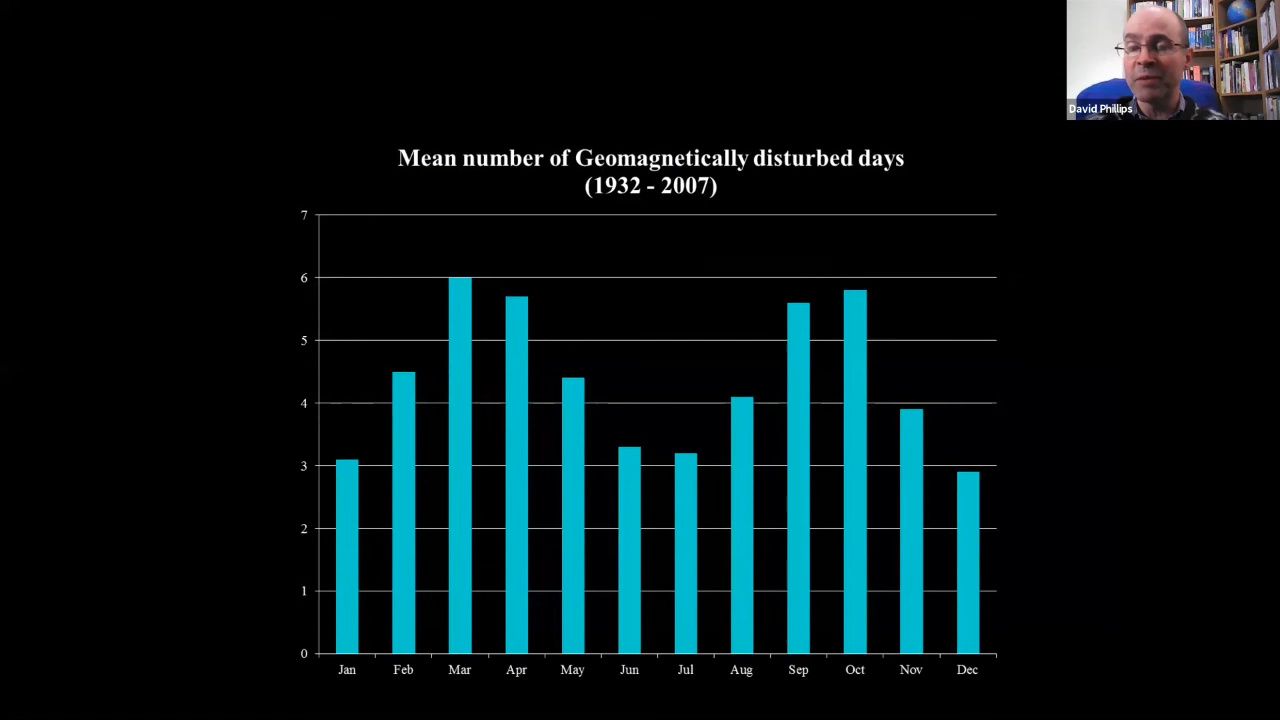 David Phillips
Mean number of Geomagnetically disturbed days
(1932 - 2007)
7
6
5
4
3
2
1
0
Jan Feb Mar Apr May Jun Jul Aug Sep Oct Nov Dec